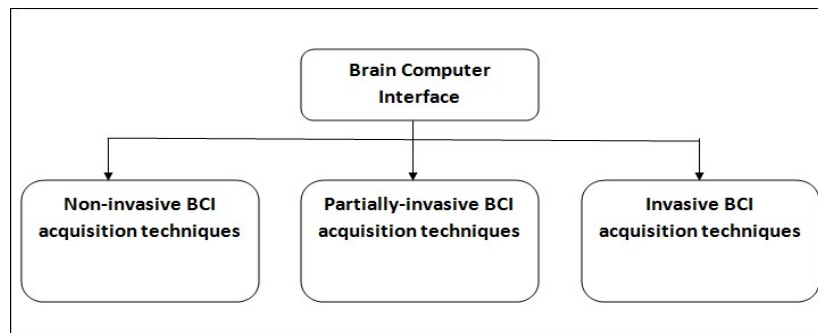 Brain Computer
Interface
Non-invasive BCI
acquisition techniques
Partially-invasive BCI
acquisition techniques
Invasive BCI
acquisition techniques